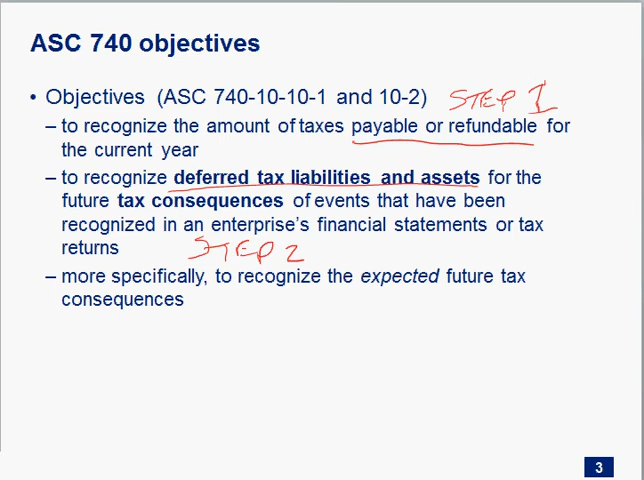 ASC 740 objectives
• Objectives (ASC 740-10-10-1 and 10-2) STEP 1
– to recognize the amount of taxes payable or refundable for
the current year
– to recognize deferred tax liabilities and assets for the
future tax consequences of events that have been
recognized in an enterprise's financial statements or tax
returns STEP 2
– more specifically, to recognize the expected future tax
consequences
3